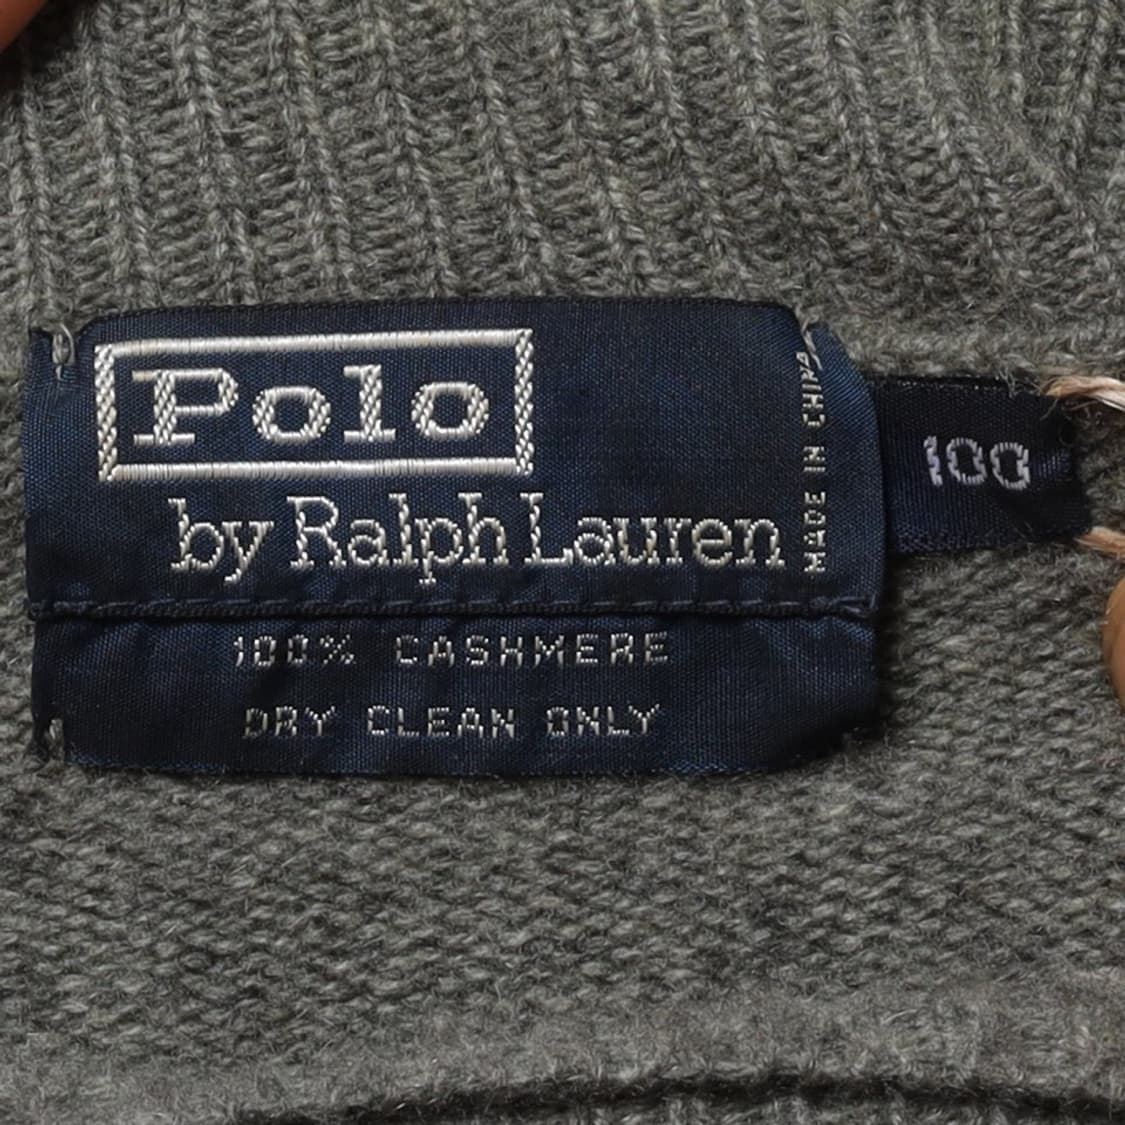 Polo
by Ralph Lauren
MADE IN CHINA
100
100% CASHMERE
DRY CLEAN ONLY